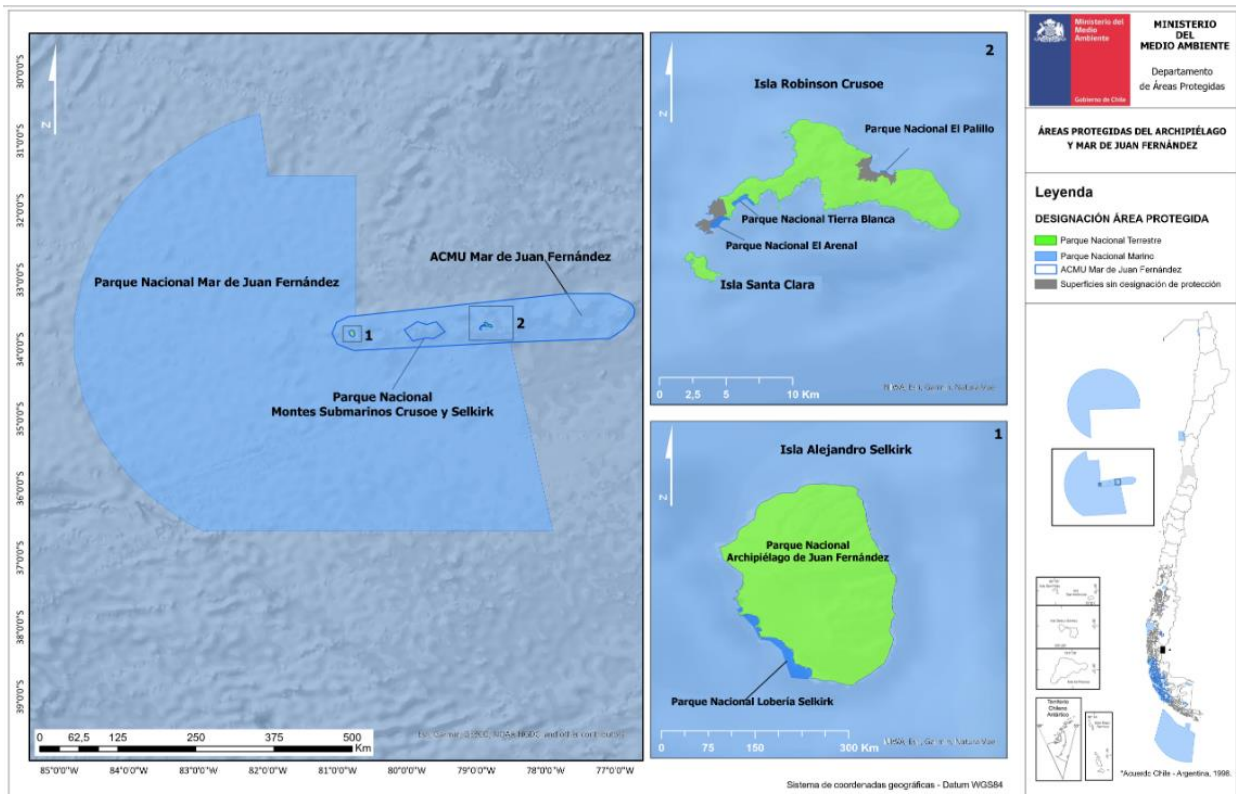 30°0'0"S
31°0'0"S
32°0'0"S
33°0'0"S
34°0'0"S
35°0'0"S
36°0'0"S
37°0'0"S
38°0'0"S
39°0'0"S
N
Parque Nacional Mar de Juan Fernández
ACMU Mar de Juan Fernández
1
2
Parque Nacional
Montes Submarinos Crusoe y Selkirk
0 62,5 125 250 375 500
Km
85°0'0"W 84°0'0"W 83°0'0"W 82°0'0"W 81°0'0"W 80°0'0"W 79°0'0"W 78°0'0"W 77°0'0"W
2
N
Isla Robinson Crusoe
Parque Nacional El Palillo
Parque Nacional Tierra Blanca
Parque Nacional El Arenal
Isla Santa Clara
0 2,5 5 10 Km
1
N
Isla Alejandro Selkirk
Parque Nacional
Archipiélago de Juan Fernández
Parque Nacional Lobería Selkirk
0 75 150 300 Km
Sistema de coordenadas geográficas - Datum WGS84
Ministerio del
Medio
Ambiente
Gobierno de Chile
MINISTERIO
DEL
MEDIO AMBIENTE
Departamento
de Áreas Protegidas
ÁREAS PROTEGIDAS DEL ARCHIPIÉLAGO
Y MAR DE JUAN FERNÁNDEZ
Leyenda
DESIGNACIÓN ÁREA PROTEGIDA
Parque Nacional Terrestre
Parque Nacional Marino
ACMU Mar de Juan Fernández
Superficies sin designación de protección
Territorio
Chileno
Antártico
*Acuerdo Chile - Argentina, 1998.